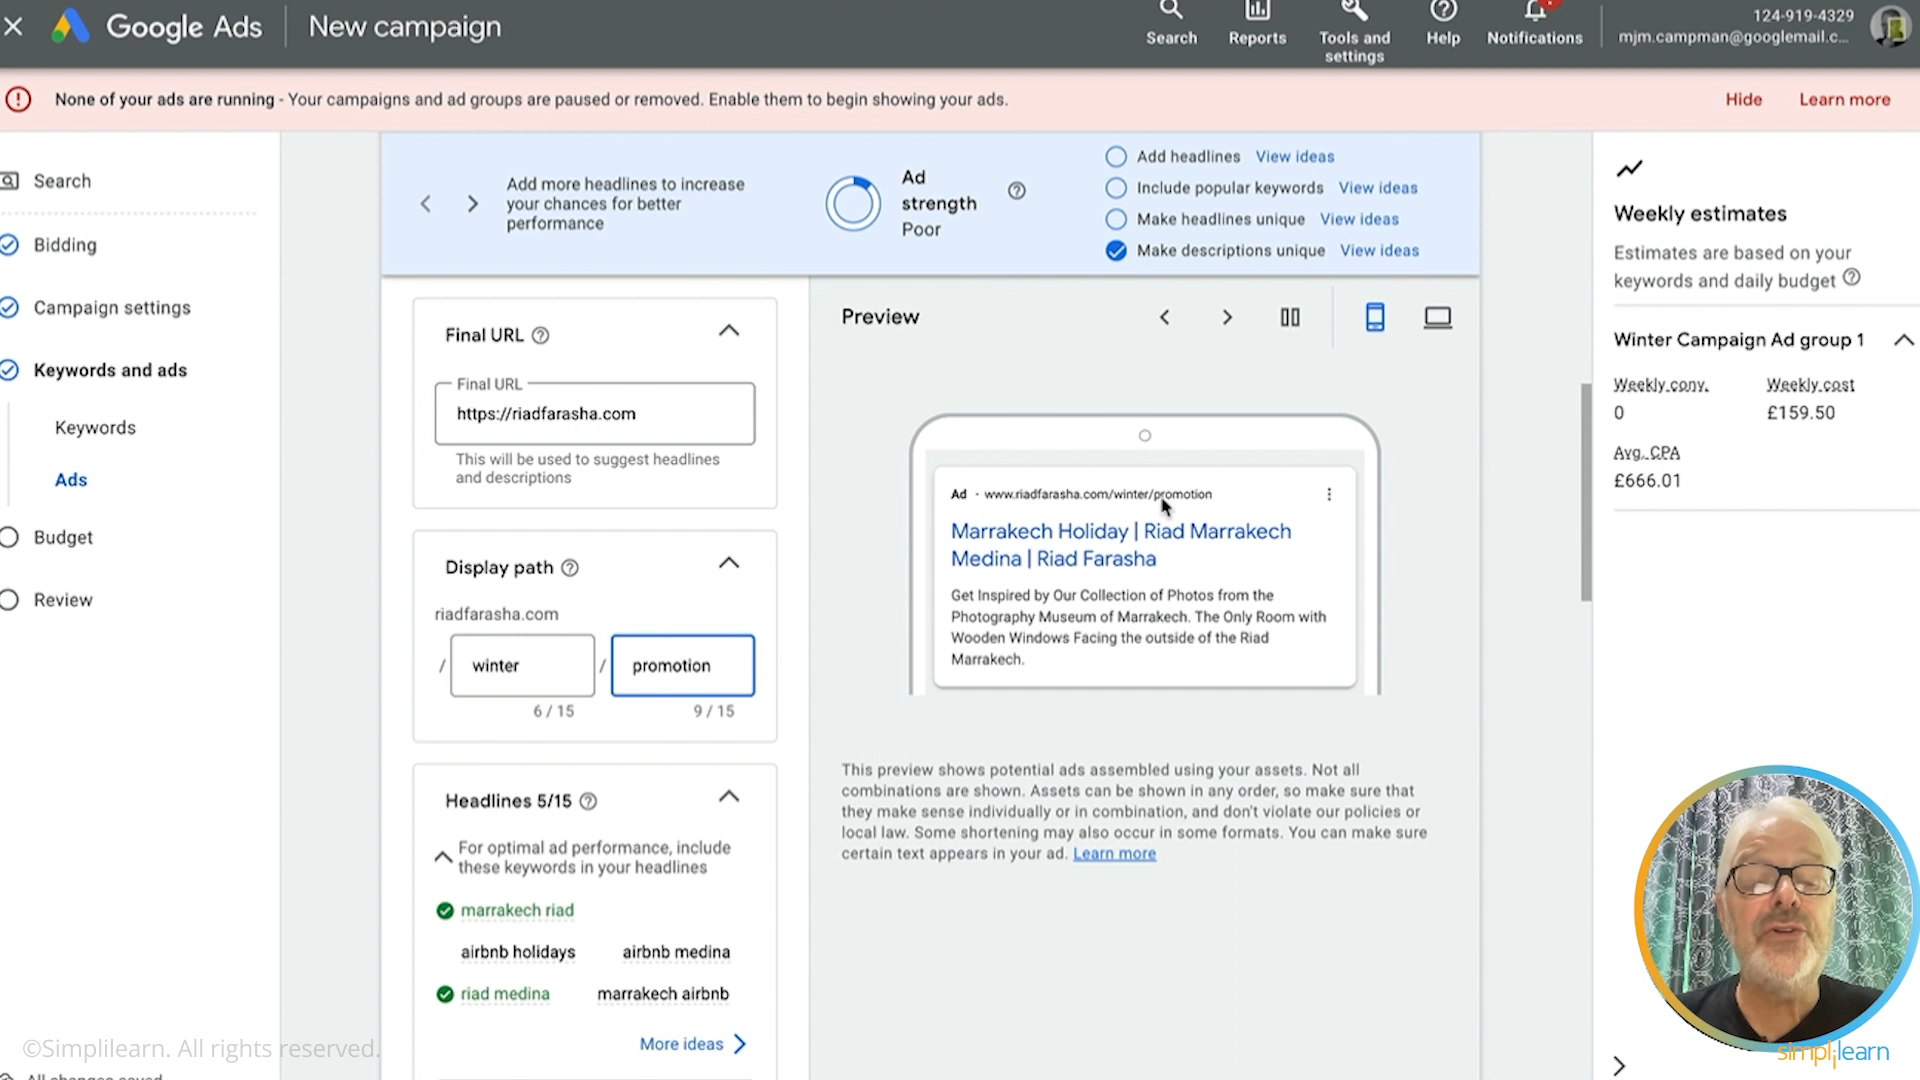 Google Ads
New campaign
Search
Reports
Tools and
settings
Help
Notifications
124-919-4329
mjm.campman@googlemail.c...
None of your ads are running - Your campaigns and ad groups are paused or removed. Enable them to begin showing your ads.
Hide
Learn more
Search
Bidding
Campaign settings
Keywords and ads
Keywords
Ads
Budget
Review
Add more headlines to increase
your chances for better
performance
Ad
strength
Poor
Add headlines View ideas
Include popular keywords View ideas
Make headlines unique View ideas
Make descriptions unique View ideas
Final URL
Final URL
https://riadfarasha.com
This will be used to suggest headlines
and descriptions
Display path
riadfarasha.com
/ winter / promotion
6 / 15
9 / 15
Headlines 5/15
For optimal ad performance, include
these keywords in your headlines
marrakech riad
airbnb holidays airbnb medina
riad medina marrakech airbnb
More ideas
Preview
Ad · www.riadfarasha.com/winter/promotion
Marrakech Holiday | Riad Marrakech
Medina | Riad Farasha
Get Inspired by Our Collection of Photos from the
Photography Museum of Marrakech. The Only Room with
Wooden Windows Facing the outside of the Riad
Marrakech.
This preview shows potential ads assembled using your assets. Not all
combinations are shown. Assets can be shown in any order, so make sure that
they make sense individually or in combination, and don't violate our policies or
local law. Some shortening may also occur in some formats. You can make sure
certain text appears in your ad. Learn more
Weekly estimates
Estimates are based on your
keywords and daily budget
Winter Campaign Ad group 1
Weekly conv. Weekly cost
0 £159.50
Avg. CPA
£666.01
©Simplilearn. All rights reserved.
All changes saved
simplilearn